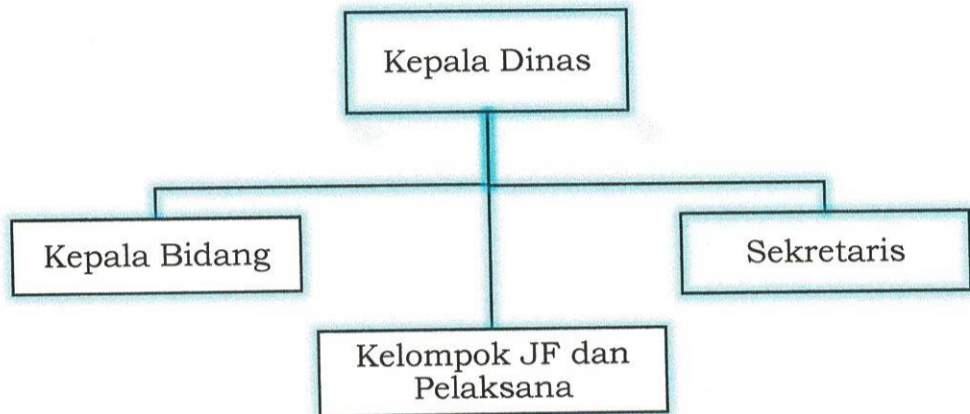 Kepala Dinas
Kepala Bidang
Sekretaris
Kelompok JF dan
Pelaksana